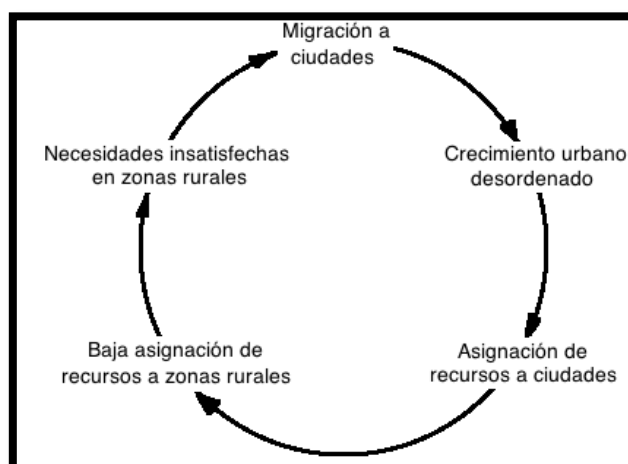 Migración a
ciudades
Crecimiento urbano
desordenado
Asignación de
recursos a ciudades
Baja asignación de
recursos a zonas rurales
Necesidades insatisfechas
en zonas rurales